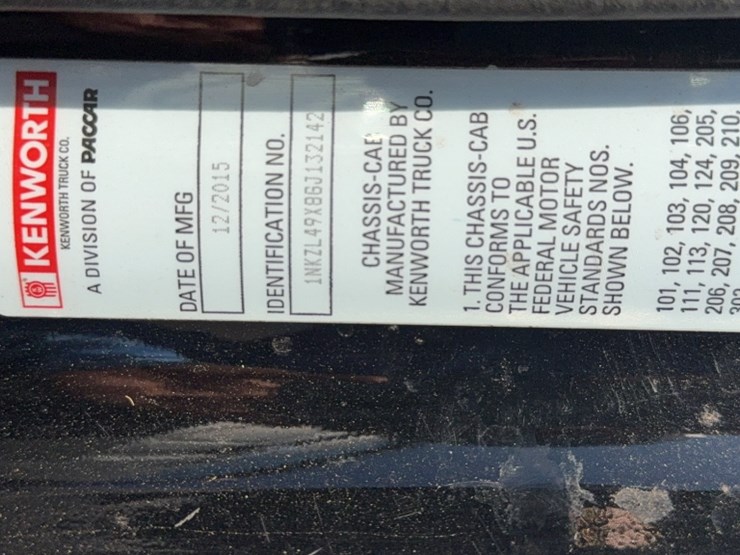 KENWORTH
KENWORTH TRUCK CO.
A DIVISION OF PACCAR
DATE OF MFG
12/2015
IDENTIFICATION NO.
1NKZL49X8GJ132142
CHASSIS-CAB
MANUFACTURED BY
KENWORTH TRUCK CO.
1. THIS CHASSIS-CAB
CONFORMS TO
THE APPLICABLE U.S.
FEDERAL MOTOR
VEHICLE SAFETY
STANDARDS NOS.
SHOWN BELOW.
101, 102, 103, 104, 106,
111, 113, 120, 124, 205,
206, 207, 208, 209, 210,